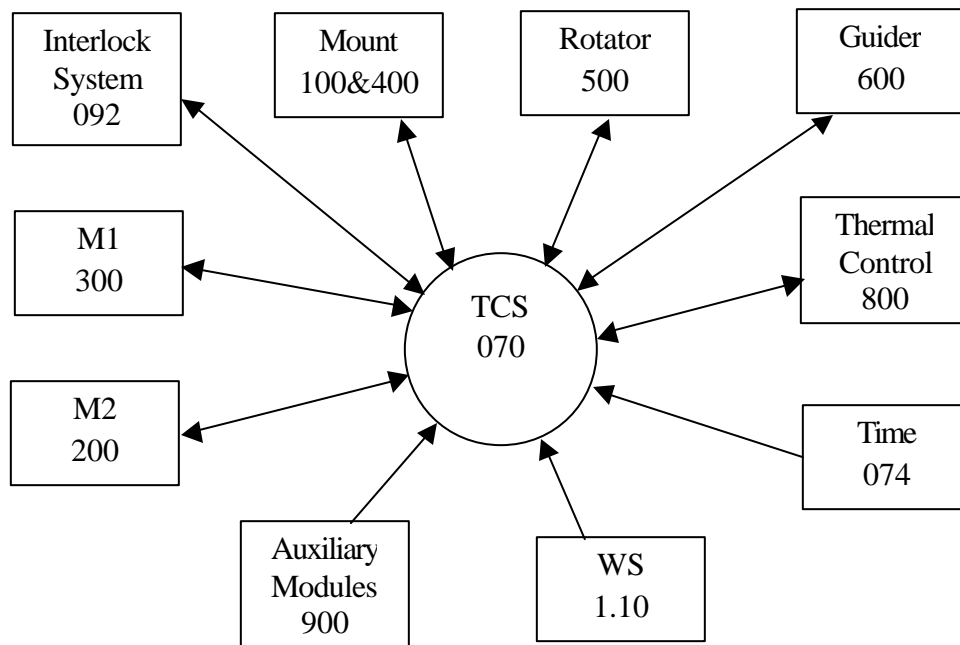 Interlock
System
092
Mount
100&400
Rotator
500
Guider
600
M1
300
TCS
070
Thermal
Control
800
M2
200
Time
074
Auxiliary
Modules
900
WS
1.10